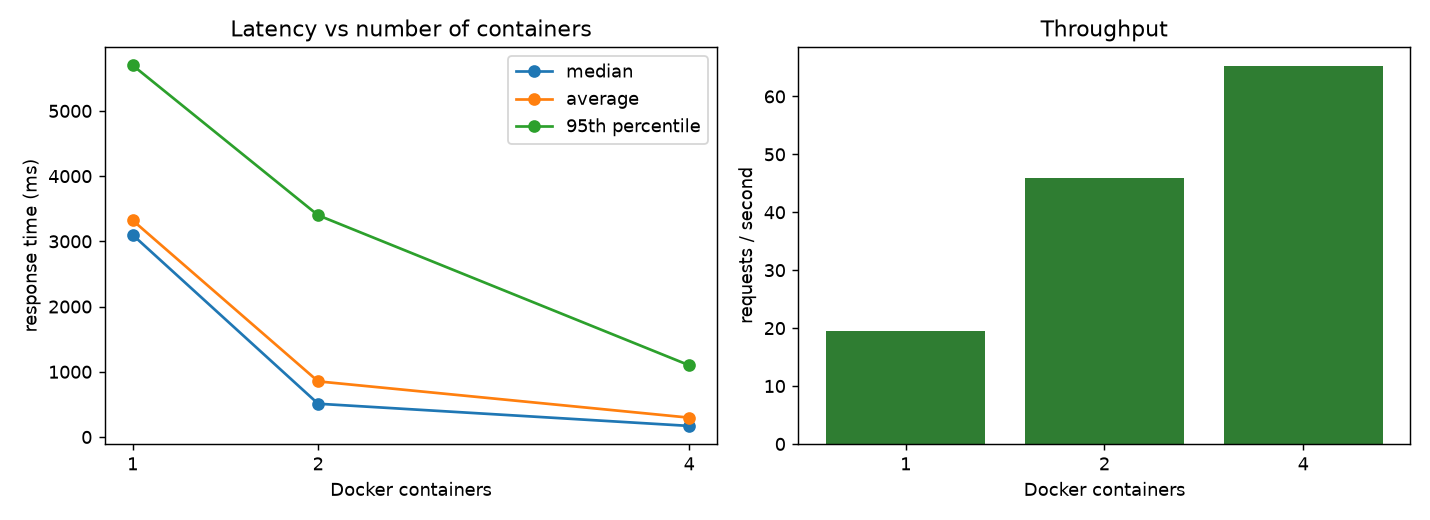 Latency vs number of containers
response time (ms)
5000
4000
3000
2000
1000
0
median
average
95th percentile
1
2
4
Docker containers
Throughput
requests / second
60
50
40
30
20
10
0
1
2
4
Docker containers